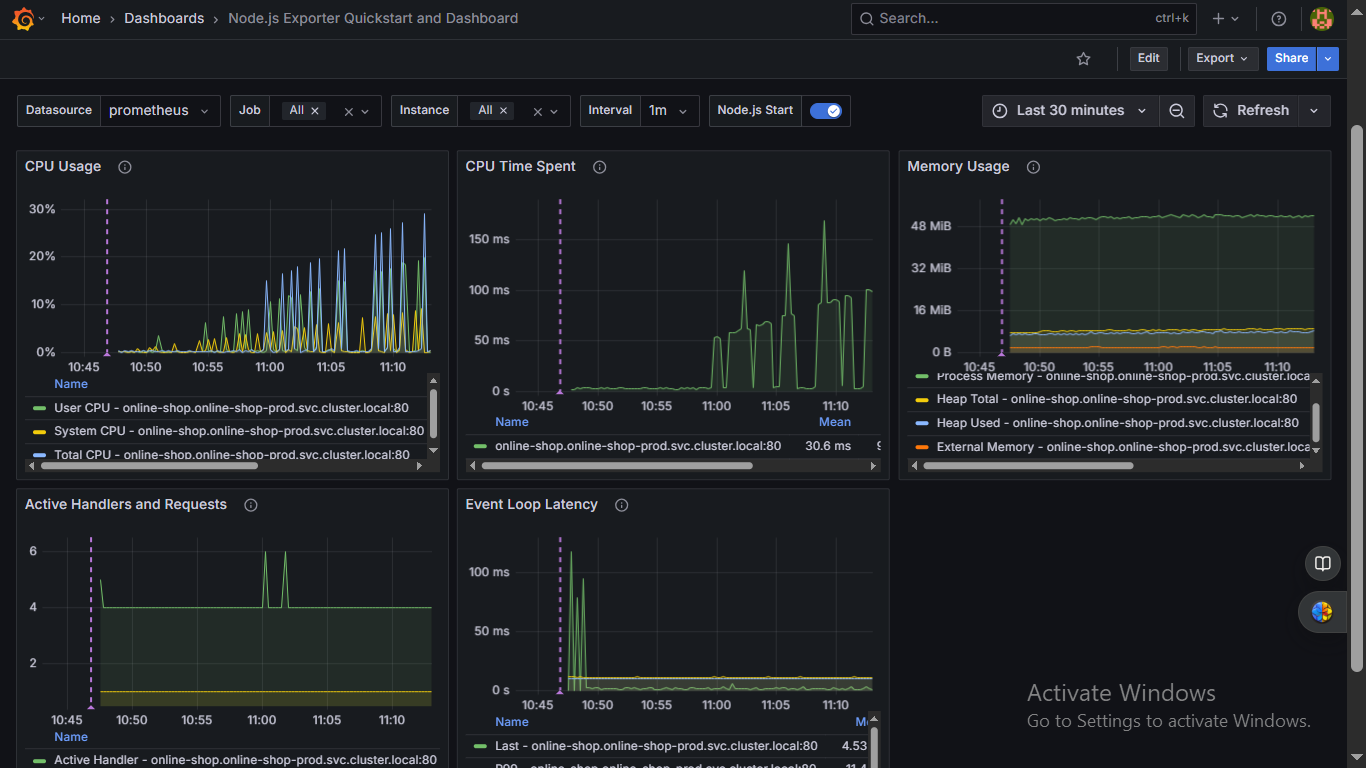 Home › Dashboards › Node.js Exporter Quickstart and Dashboard
Search... ctrl+k
Edit Export Share
Datasource prometheus Job All Instance All Interval 1m Node.js Start Last 30 minutes Refresh
CPU Usage
30%
20%
10%
0%
10:45 10:50 10:55 11:00 11:05 11:10
Name
User CPU - online-shop.online-shop-prod.svc.cluster.local:80
System CPU - online-shop.online-shop-prod.svc.cluster.local:80
Total CPU - online-shop.online-shop-prod.svc.cluster.local:80
CPU Time Spent
150 ms
100 ms
50 ms
0 s
10:45 10:50 10:55 11:00 11:05 11:10
Name Mean
online-shop.online-shop-prod.svc.cluster.local:80 30.6 ms
Memory Usage
48 MiB
32 MiB
16 MiB
0 B
10:45 10:50 10:55 11:00 11:05 11:10
Process Memory - online-shop.online-shop-prod.svc.cluster.loca
Heap Total - online-shop.online-shop-prod.svc.cluster.local:80
Heap Used - online-shop.online-shop-prod.svc.cluster.local:80
External Memory - online-shop.online-shop-prod.svc.cluster.loca
Active Handlers and Requests
6
4
2
10:45 10:50 10:55 11:00 11:05 11:10
Name
Active Handler - online-shop.online-shop-prod.svc.cluster.local:80
Event Loop Latency
100 ms
50 ms
0 s
10:45 10:50 10:55 11:00 11:05 11:10
Name
Last - online-shop.online-shop-prod.svc.cluster.local:80 4.53
Activate Windows
Go to Settings to activate Windows.